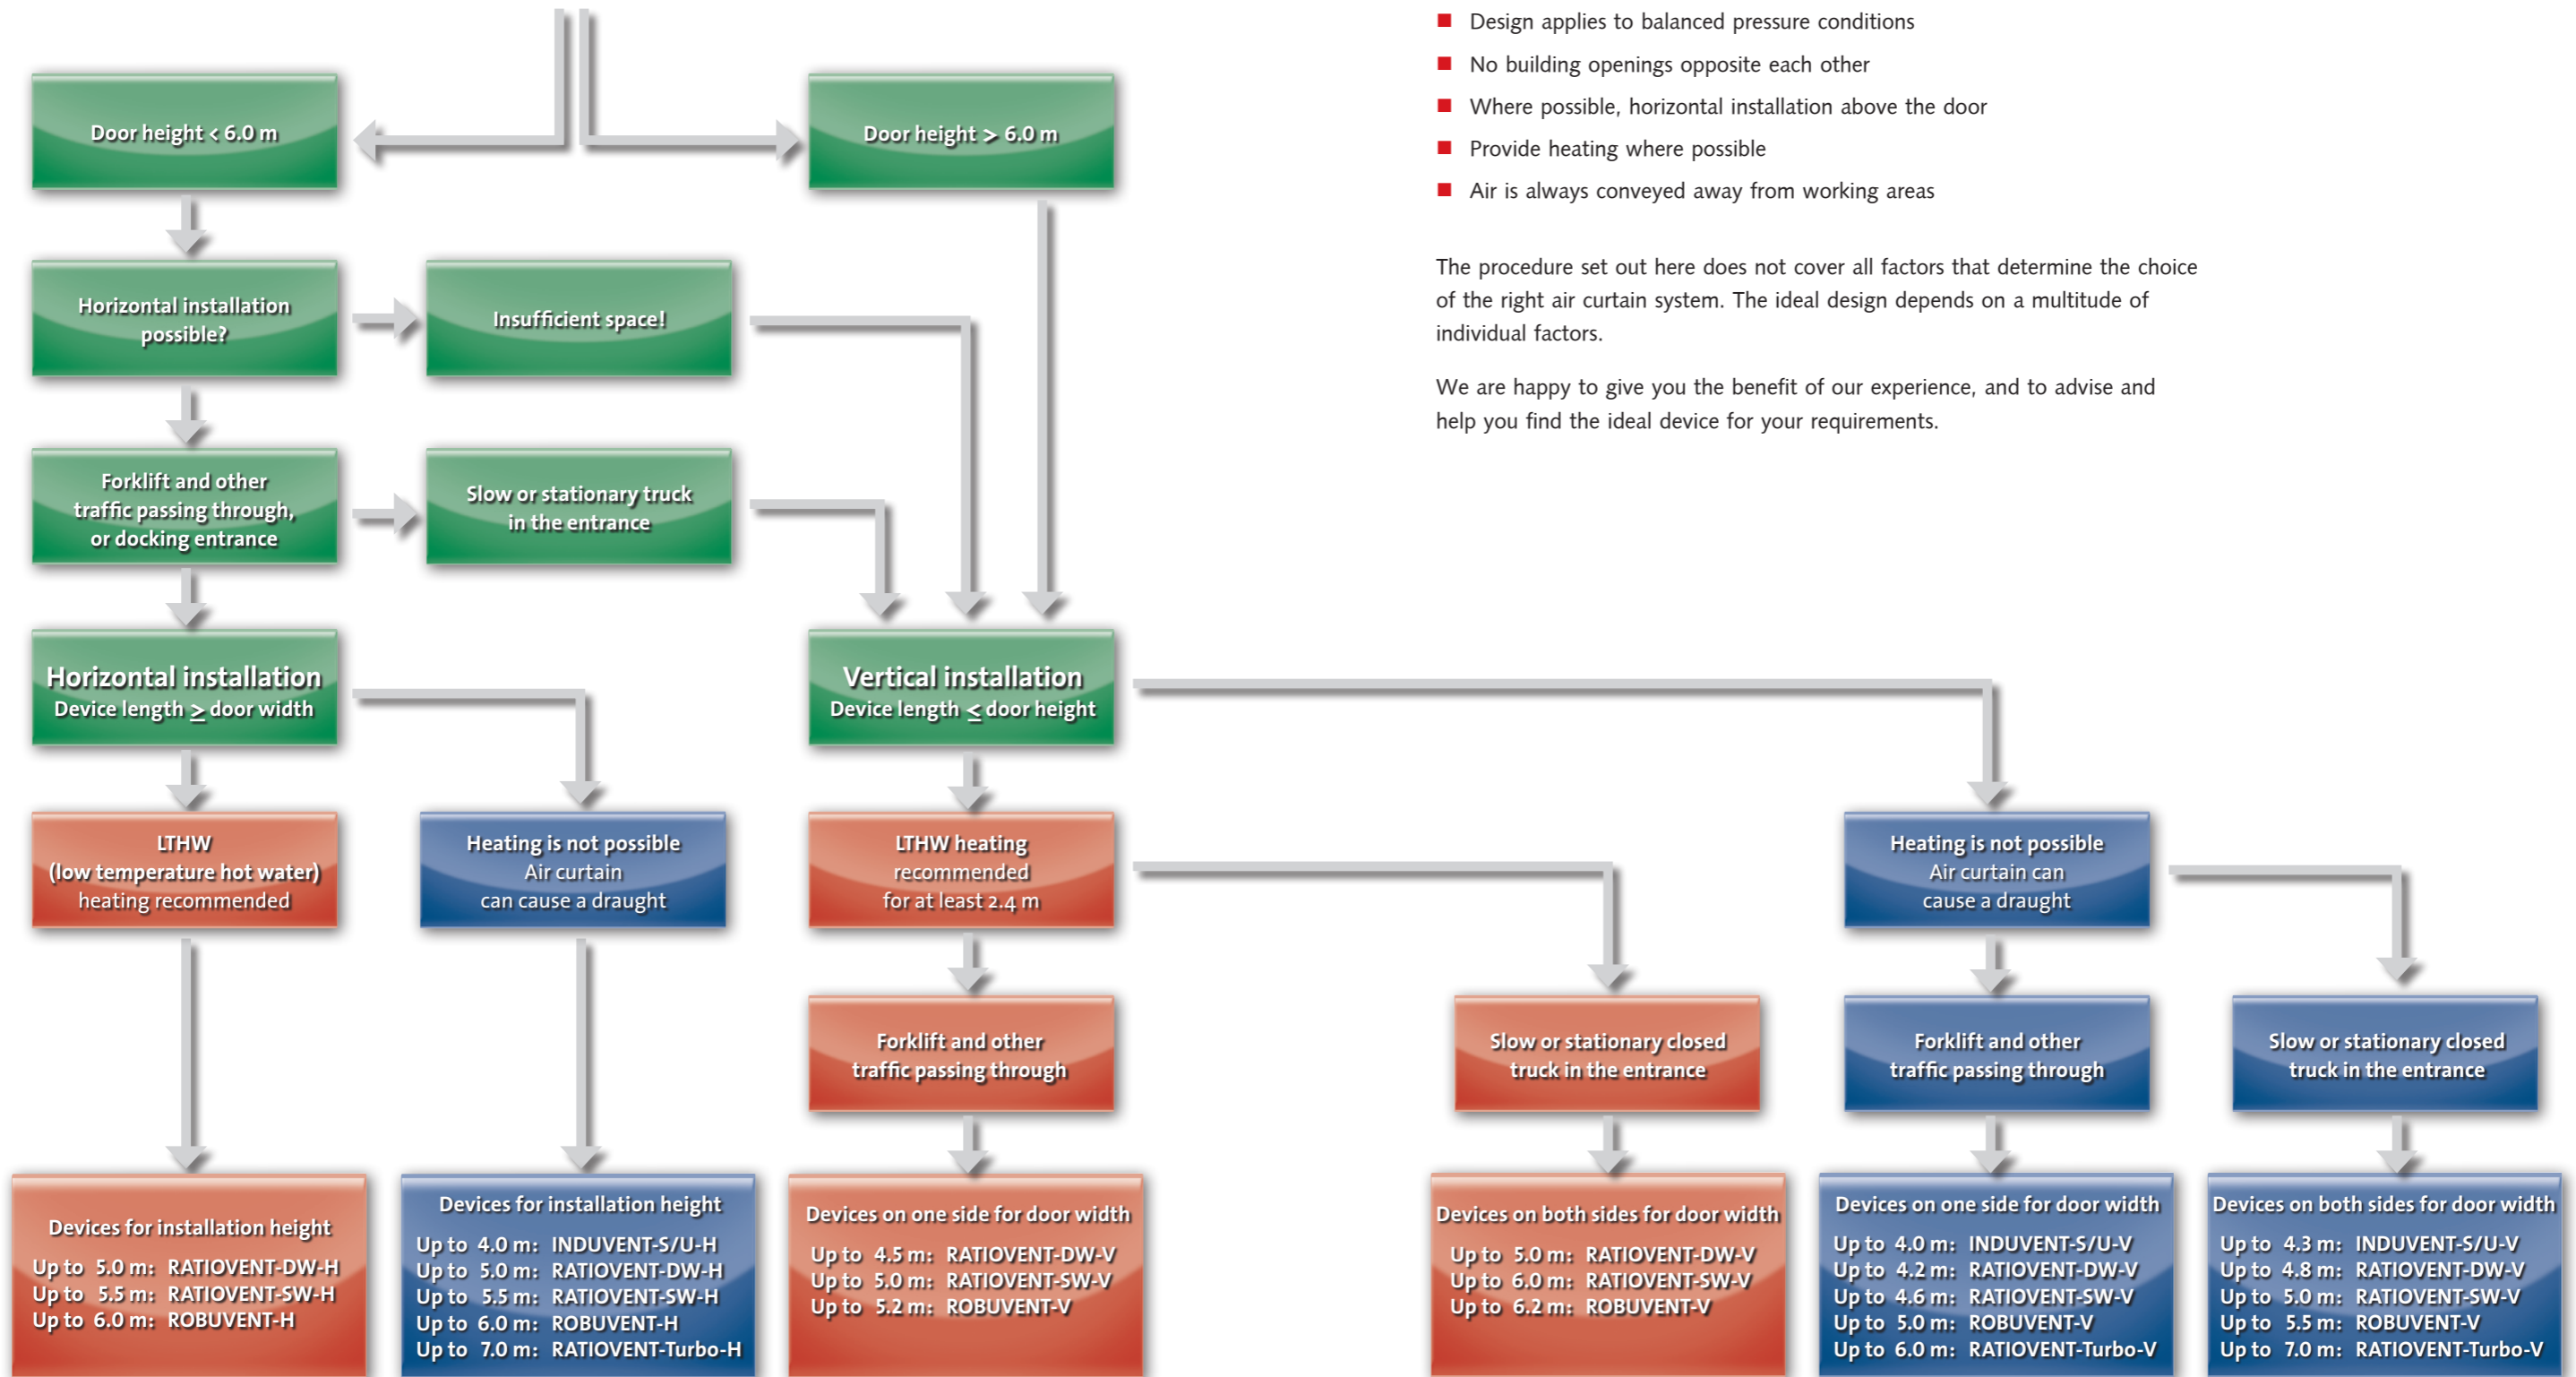 Design applies to balanced pressure conditions
No building openings opposite each other
Where possible, horizontal installation above the door
Provide heating where possible
Air is always conveyed away from working areas
The procedure set out here does not cover all factors that determine the choice
of the right air curtain system. The ideal design depends on a multitude of
individual factors.
We are happy to give you the benefit of our experience, and to advise and
help you find the ideal device for your requirements.
Door height < 6.0 m
Door height > 6.0 m
Horizontal installation
possible?
Insufficient space!
Forklift and other
traffic passing through,
or docking entrance
Slow or stationary truck
in the entrance
Horizontal installation
Device length ≥ door width
Vertical installation
Device length ≤ door height
LTHW
(low temperature hot water)
heating recommended
Heating is not possible
Air curtain
can cause a draught
LTHW heating
recommended
for at least 2.4 m
Heating is not possible
Air curtain can
cause a draught
Forklift and other
traffic passing through
Slow or stationary closed
truck in the entrance
Forklift and other
traffic passing through
Slow or stationary closed
truck in the entrance
Devices for installation height
Up to 5.0 m: RATIOVENT-DW-H
Up to 5.5 m: RATIOVENT-SW-H
Up to 6.0 m: ROBUVENT-H
Devices for installation height
Up to 4.0 m: INDUVENT-S/U-H
Up to 5.0 m: RATIOVENT-DW-H
Up to 5.5 m: RATIOVENT-SW-H
Up to 6.0 m: ROBUVENT-H
Up to 7.0 m: RATIOVENT-Turbo-H
Devices on one side for door width
Up to 4.5 m: RATIOVENT-DW-V
Up to 5.0 m: RATIOVENT-SW-V
Up to 5.2 m: ROBUVENT-V
Devices on both sides for door width
Up to 5.0 m: RATIOVENT-DW-V
Up to 6.0 m: RATIOVENT-SW-V
Up to 6.2 m: ROBUVENT-V
Devices on one side for door width
Up to 4.0 m: INDUVENT-S/U-V
Up to 4.2 m: RATIOVENT-DW-V
Up to 4.6 m: RATIOVENT-SW-V
Up to 5.0 m: ROBUVENT-V
Up to 6.0 m: RATIOVENT-Turbo-V
Devices on both sides for door width
Up to 4.3 m: INDUVENT-S/U-V
Up to 4.8 m: RATIOVENT-DW-V
Up to 5.0 m: RATIOVENT-SW-V
Up to 5.5 m: ROBUVENT-V
Up to 7.0 m: RATIOVENT-Turbo-V